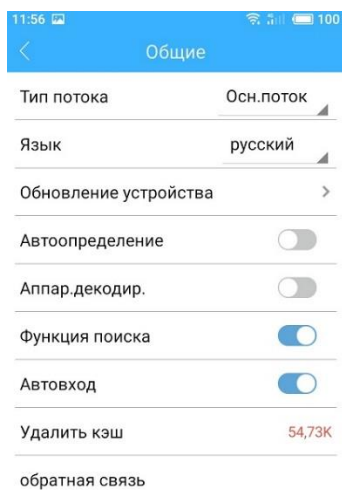 11:56 100
Общие
Тип потока Осн.поток
Язык русский
Обновление устройства
Автоопределение
Аппар.декодир.
Функция поиска
Автовход
Удалить кэш 54,73K
обратная связь